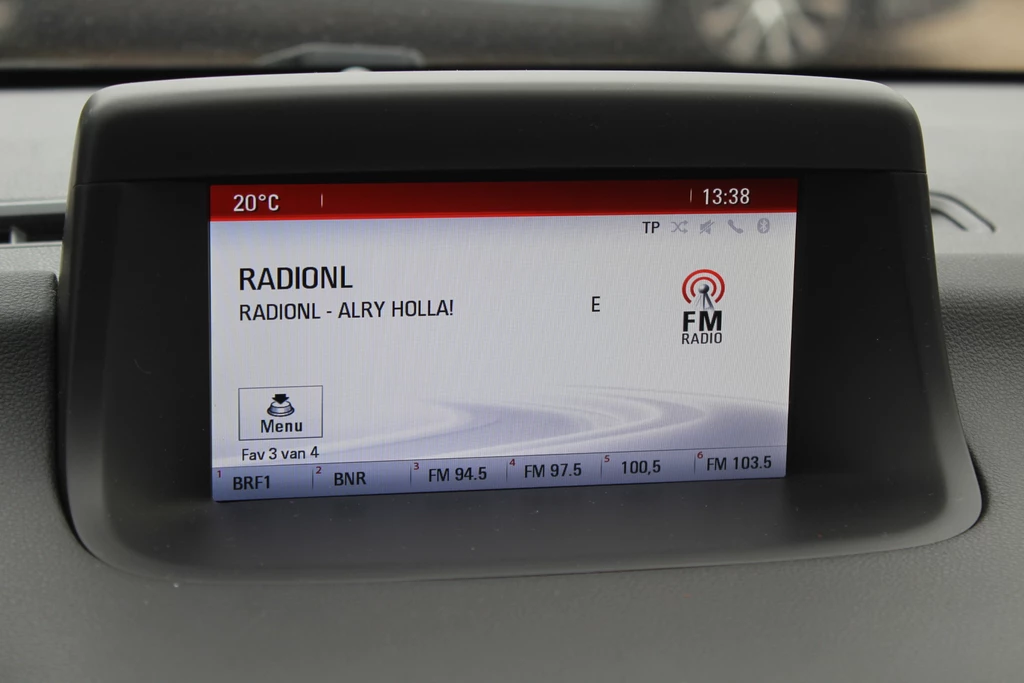 20°C 13:38
TP
RADIONL
RADIONL - ALRY HOLLA!
E
FM
RADIO
Menu
Fav 3 van 4
1 BRF1 2 BNR 3 FM 94.5 4 FM 97.5 5 100,5 6 FM 103.5